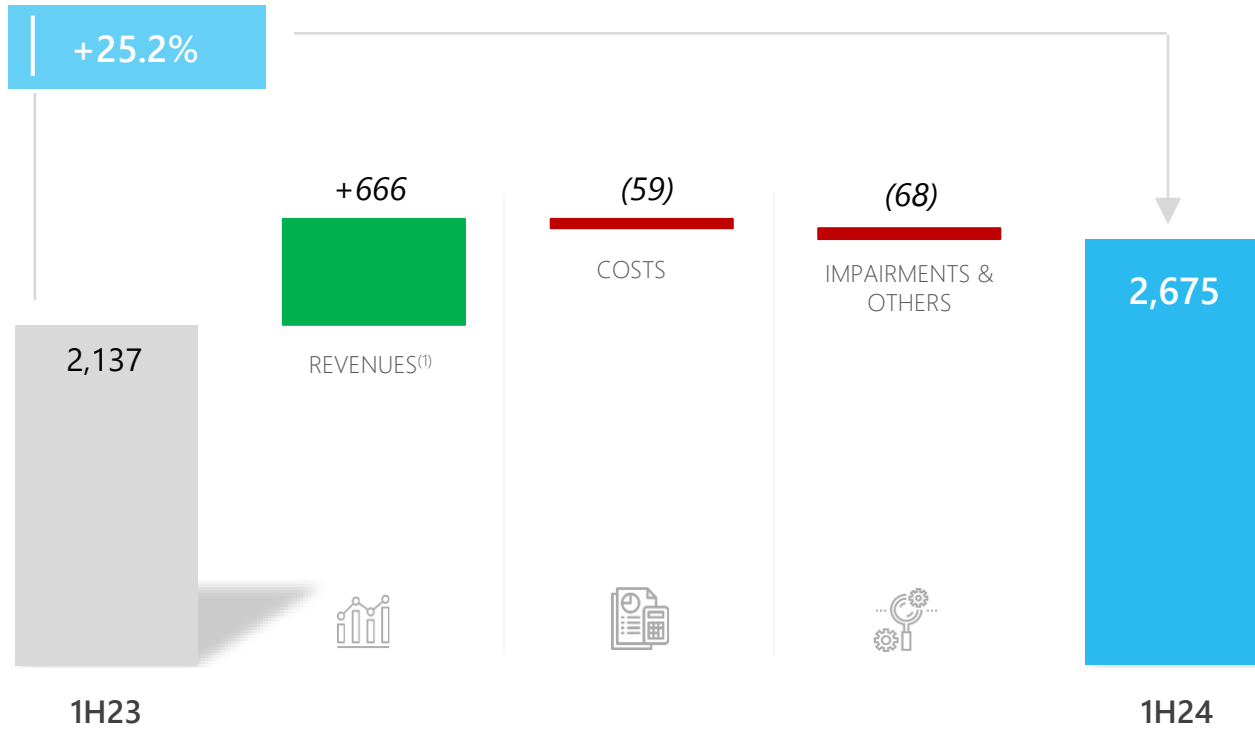 +25.2%
+666
(59)
(68)
COSTS
IMPAIRMENTS &
OTHERS
2,675
2,137
REVENUES(1)
1H23
1H24